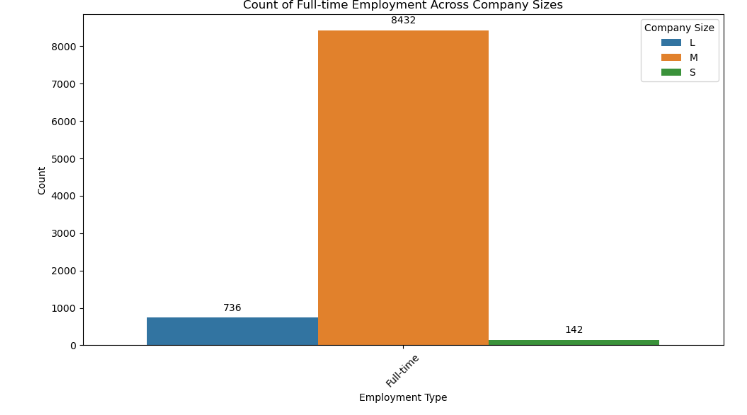 Count of Full-time Employment Across Company Sizes
8432
Company Size
L
M
S
8000
7000
6000
5000
4000
3000
2000
1000
0
Count
736
142
Full-time
Employment Type